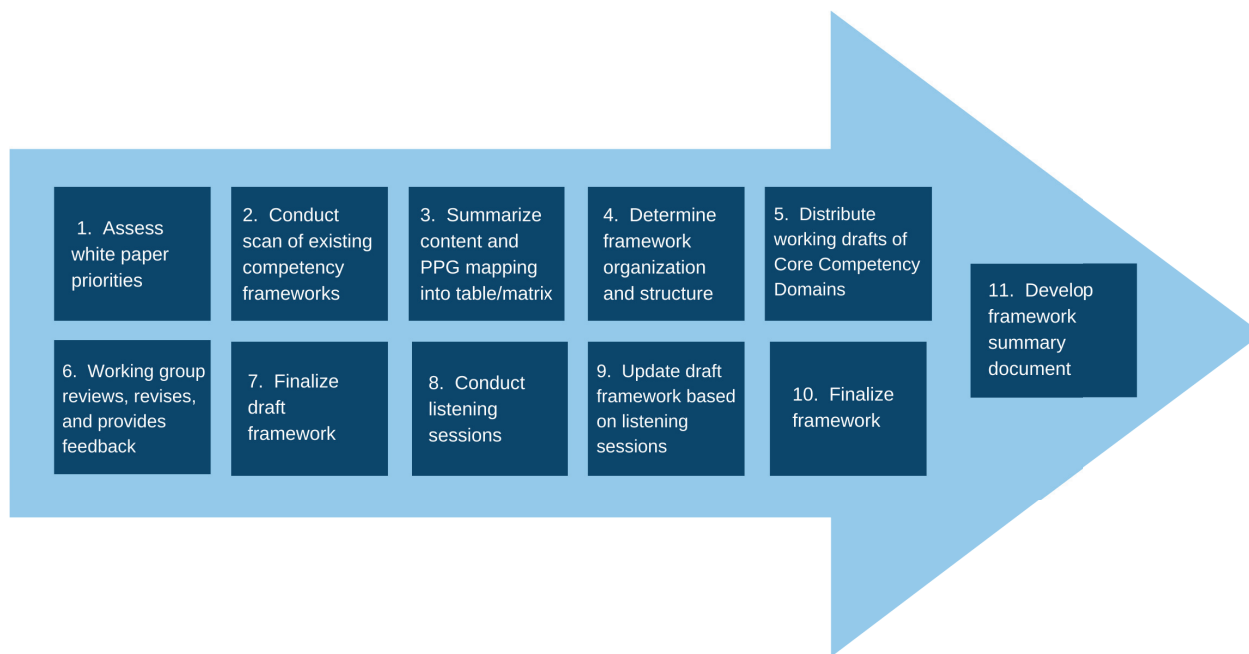 1. Assess
white paper
priorities
2. Conduct
scan of existing
competency
frameworks
3. Summarize
content and
PPG mapping
into table/matrix
4. Determine
framework
organization
and structure
5. Distribute
working drafts of
Core Competency
Domains
6. Working group
reviews, revises,
and provides
feedback
7. Finalize
draft
framework
8. Conduct
listening
sessions
9. Update draft
framework based
on listening
sessions
10. Finalize
framework
11. Develop
framework
summary
document